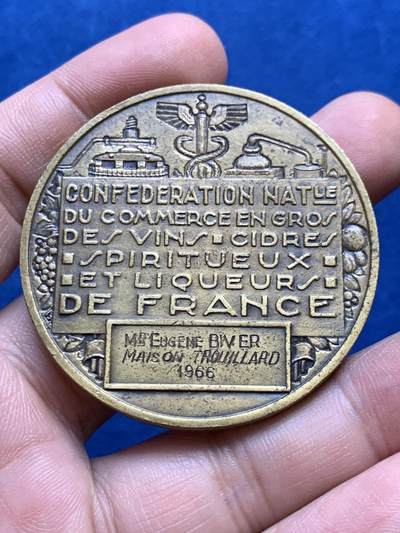 CONFEDERATION NATLE
DU COMMERCE EN GROS
DES VINS ▪ CIDRES
▪ SPIRITUEUX ▪
▪ ET LIQUEURS ▪
DE FRANCE
MR EUGENE BIVER
MAISON TROUILLARD
1966